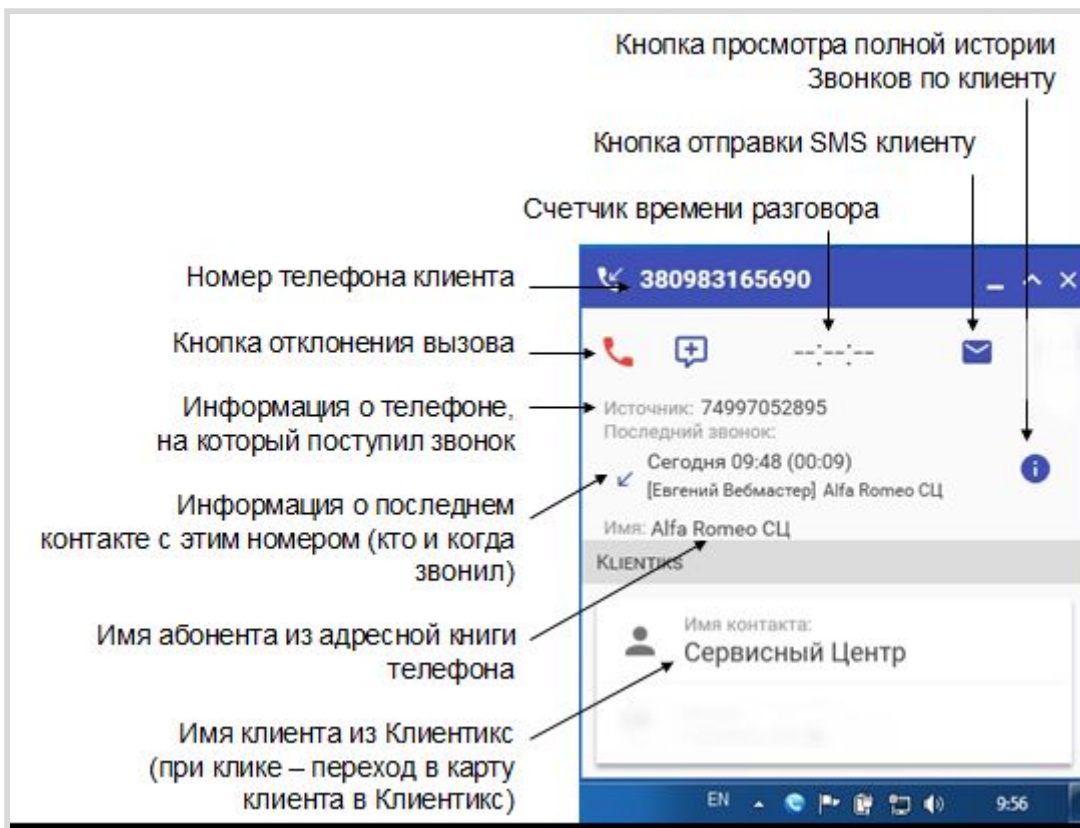 Кнопка просмотра полной истории
Звонков по клиенту
Кнопка отправки SMS клиенту
Счетчик времени разговора
Номер телефона клиента
380983165690
Кнопка отклонения вызова
--:--:--
Информация о телефоне,
на который поступил звонок
Источник: 74997052895
Последний звонок:
Сегодня 09:48 (00:09)
[Евгений Вебмастер] Alfa Romeo СЦ
Информация о последнем
контакте с этим номером (кто и когда
звонил)
Имя: Alfa Romeo СЦ
KLIENTIKS
Имя абонента из адресной книги
телефона
Имя контакта:
Сервисный Центр
Имя клиента из Клиентикс
(при клике – переход в карту
клиента в Клиентикс)
EN
9:56